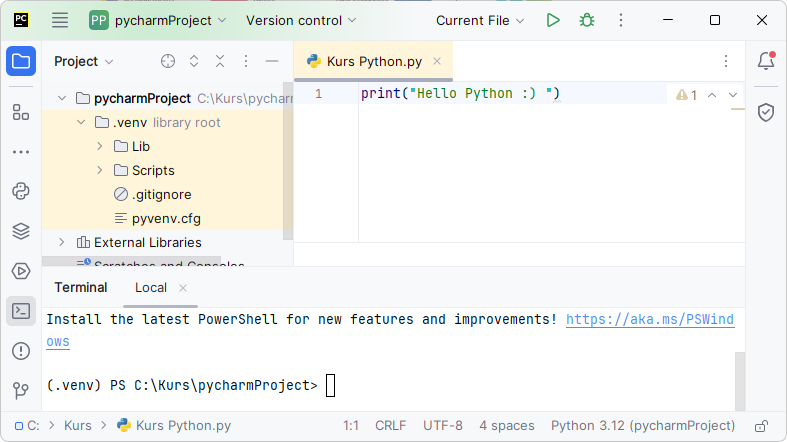 PC PP pycharmProject Version control Current File
Project
Kurs Python.py
pycharmProject C:\Kurs\pycharm
.venv library root
Lib
Scripts
.gitignore
pyvenv.cfg
External Libraries
Scratches and Consoles
1 print("Hello Python :) ")
1
Terminal Local
Install the latest PowerShell for new features and improvements! https://aka.ms/PSWind
ows
(.venv) PS C:\Kurs\pycharmProject>
C: Kurs Kurs Python.py 1:1 CRLF UTF-8 4 spaces Python 3.12 (pycharmProject)